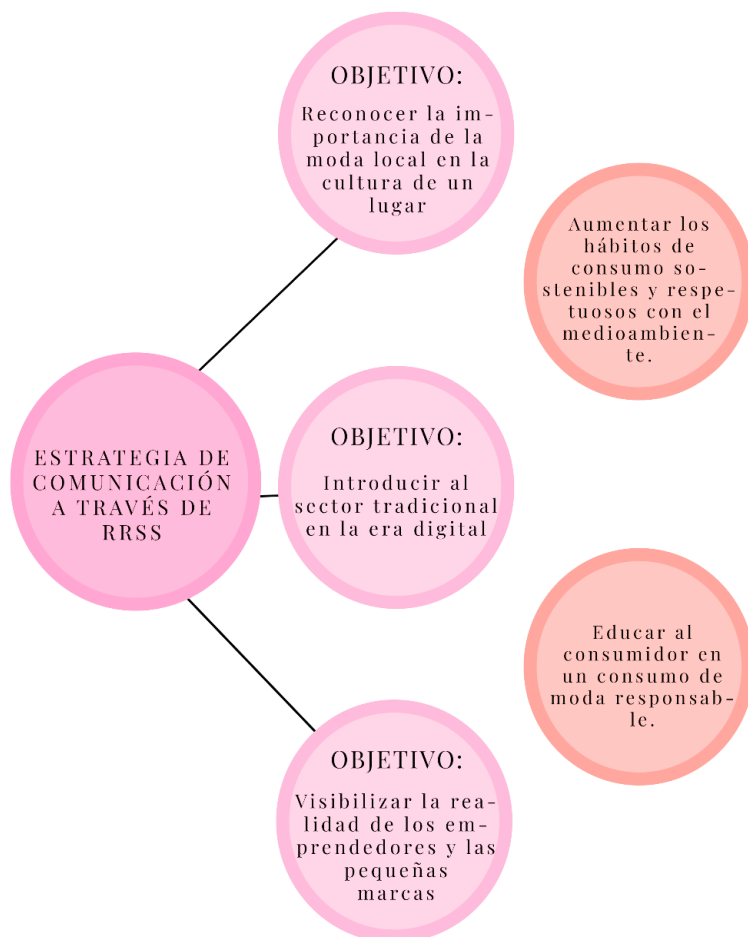 OBJETIVO:
Reconocer la im-
portancia de la
moda local en la
cultura de un
lugar
Aumentar los
hábitos de
consumo so-
stenibles y respe-
tuosos con el
medioambien-
te.
ESTRATEGIA DE
COMUNICACIÓN
A TRAVÉS DE
RRSS
OBJETIVO:
Introducir al
sector tradicional
en la era digital
Educar al
consumidor en
un consumo de
moda responsab-
le.
OBJETIVO:
Visibilizar la rea-
lidad de los em-
prendedores y las
pequeñas
marcas